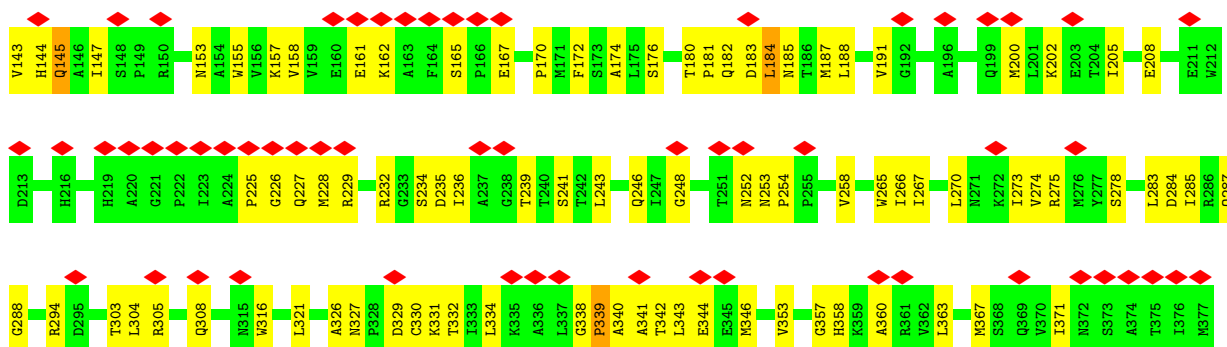 V143 H144 Q145 A146 I147 S148 P149 R150 N153 A154 W155 V156 K157 V158 V159 E160 E161 K162 A163 F164 S165 P166 E167 P170 M171 F172 S173 A174 L175 S176 T180 P181 Q182 D183 L184 N185 T186 M187 L188 V191 G192 A196 Q199 M200 L201 K202 E203 T204 I205 E208 E211 W212
D213 H216 H219 A220 G221 P222 I223 A224 P225 G226 Q227 M228 R229 R232 G233 S234 D235 I236 A237 G238 T239 T240 S241 T242 L243 Q246 I247 G248 T251 N252 N253 P254 P255 V258 W265 I266 I267 L270 N271 K272 I273 V274 R275 M276 Y277 S278 L283 D284 I285 R286 Q287
G288 R294 D295 T303 L304 R305 Q308 N315 W316 L321 A326 N327 P328 D329 C330 K331 T332 I333 L334 K335 A336 L337 G338 P339 A340 A341 T342 L343 E344 E345 M346 V353 G357 H358 K359 A360 R361 V362 L363 M367 S368 Q369 V370 I371 N372 S373 A374 T375 I376 M377